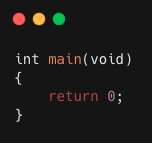 int main(void)
{
    return 0;
}